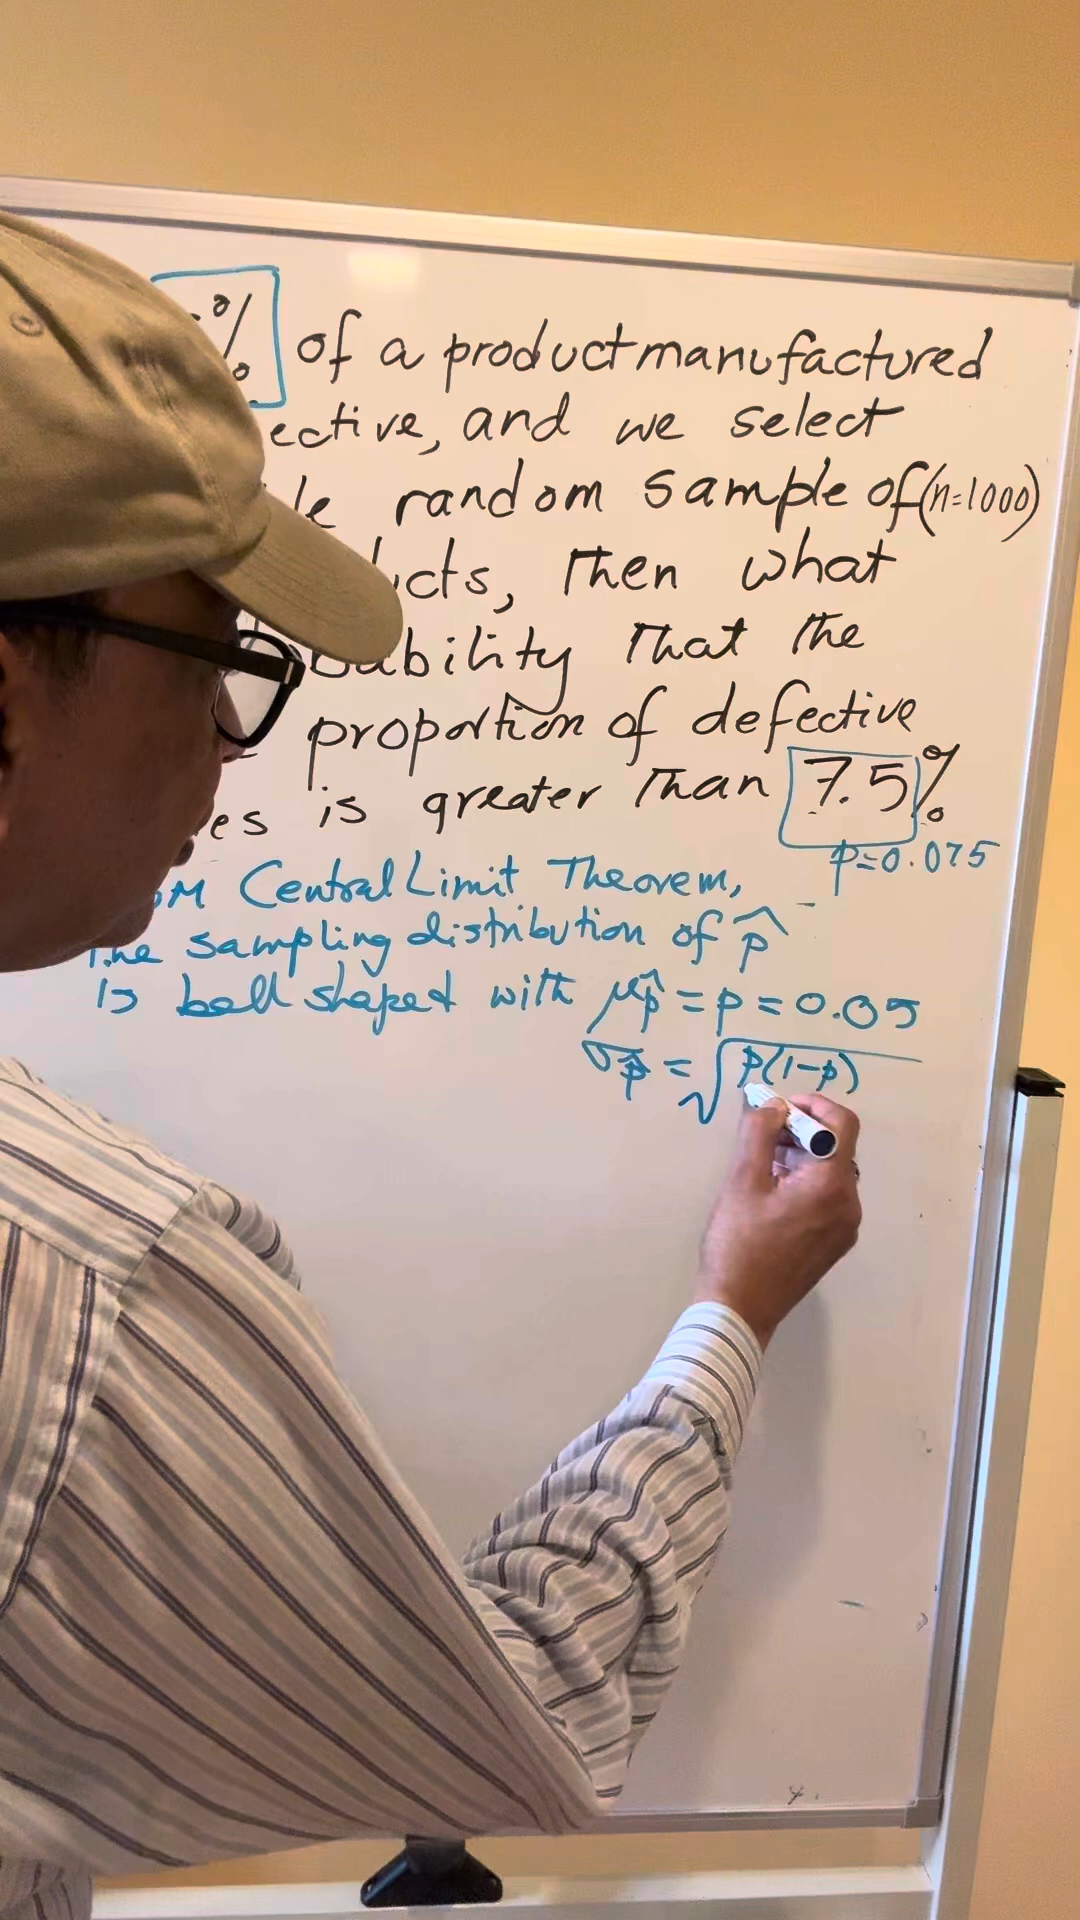 % of a product manufactured
ective, and we select
le random sample of (n=1000)
ucts, Then what
bability That the
proportion of defective
es is greater Than 7.5%
p=0.075
OM Central Limit Theorem,
The sampling distribution of p̂
Is bell shaped with μp̂ = p = 0.05
σp̂ = √p(1-p)